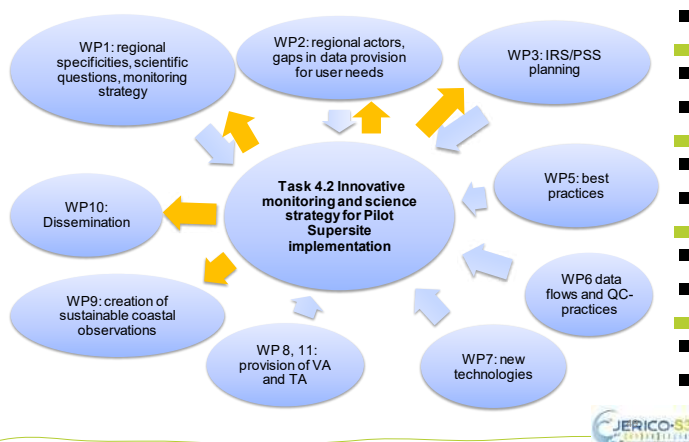 WP1: regional
specificities, scientific
questions, monitoring
strategy
WP2: regional actors,
gaps in data provision
for user needs
WP3: IRS/PSS
planning
Task 4.2 Innovative
monitoring and science
strategy for Pilot
Supersite
implementation
WP5: best
practices
WP10:
Dissemination
WP6 data
flows and QC-
practices
WP9: creation of
sustainable coastal
observations
WP 8, 11:
provision of VA
and TA
WP7: new
technologies
JERICO-S3